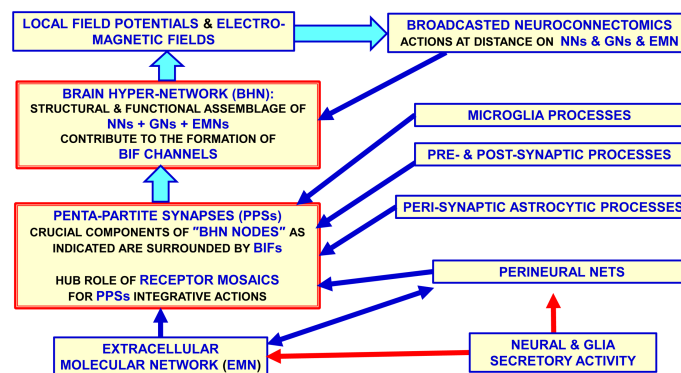 LOCAL FIELD POTENTIALS & ELECTRO-
MAGNETIC FIELDS
BROADCASTED NEUROCONNECTOMICS
ACTIONS AT DISTANCE ON NNs & GNs & EMN
BRAIN HYPER-NETWORK (BHN):
STRUCTURAL & FUNCTIONAL ASSEMBLAGE OF
NNs + GNs + EMNs
CONTRIBUTE TO THE FORMATION OF
BIF CHANNELS
MICROGLIA PROCESSES
PRE- & POST-SYNAPTIC PROCESSES
PERI-SYNAPTIC ASTROCYTIC PROCESSES
PENTA-PARTITE SYNAPSES (PPSs)
CRUCIAL COMPONENTS OF "BHN NODES" AS
INDICATED ARE SURROUNDED BY BIFs
HUB ROLE OF RECEPTOR MOSAICS
FOR PPSs INTEGRATIVE ACTIONS
PERINEURAL NETS
EXTRACELLULAR
MOLECULAR NETWORK (EMN)
NEURAL & GLIA
SECRETORY ACTIVITY